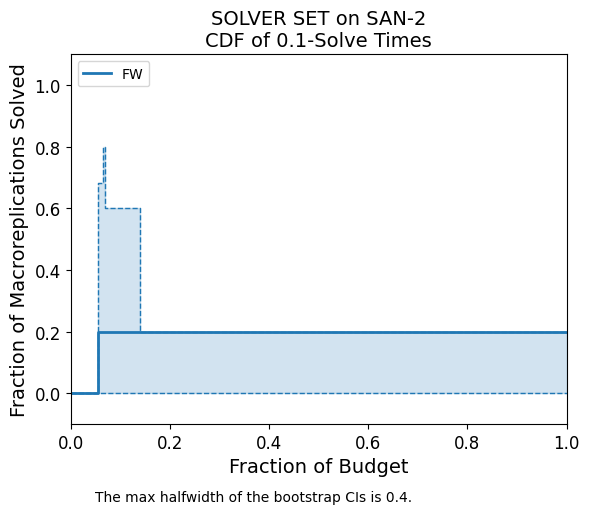 SOLVER SET on SAN-2
CDF of 0.1-Solve Times
FW
Fraction of Macroreplications Solved
1.0
0.8
0.6
0.4
0.2
0.0
0.0 0.2 0.4 0.6 0.8 1.0
Fraction of Budget
The max halfwidth of the bootstrap CIs is 0.4.